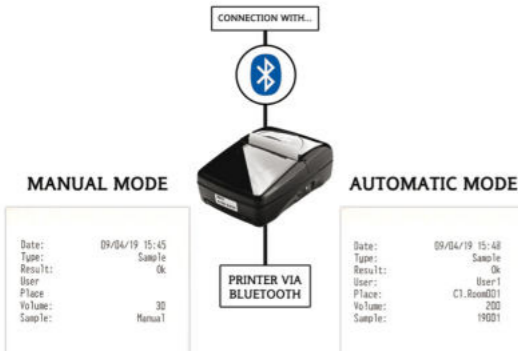 CONNECTION WITH...
MANUAL MODE
AUTOMATIC MODE
Date: 09/04/19 15:45
Type: Sample
Result: Ok
User
Place
Volume: 30
Sample: Manual
PRINTER VIA
BLUETOOTH
Date: 09/04/19 15:48
Type: Sample
Result: Ok
User: User1
Place: Cl.Room001
Volume: 200
Sample: 19001